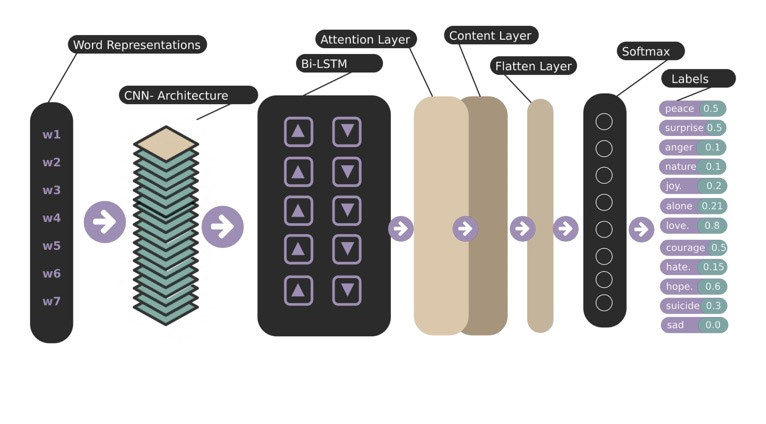 Word Representations
CNN- Architecture
Bi-LSTM
Attention Layer
Content Layer
Flatten Layer
Softmax
Labels
w1
w2
w3
w4
w5
w6
w7
peace 0.5
surprise 0.5
anger 0.1
nature 0.1
joy. 0.2
alone 0.21
love. 0.8
courage 0.5
hate. 0.15
hope. 0.6
suicide 0.3
sad 0.0